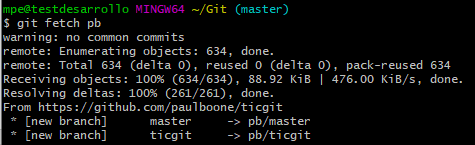 mpe@testdesarrollo MINGW64 ~/Git (master)
$ git fetch pb
warning: no common commits
remote: Enumerating objects: 634, done.
remote: Total 634 (delta 0), reused 0 (delta 0), pack-reused 634
Receiving objects: 100% (634/634), 88.92 KiB | 476.00 KiB/s, done.
Resolving deltas: 100% (261/261), done.
From https://github.com/paulboone/ticgit
 * [new branch]      master     -> pb/master
 * [new branch]      ticgit     -> pb/ticgit